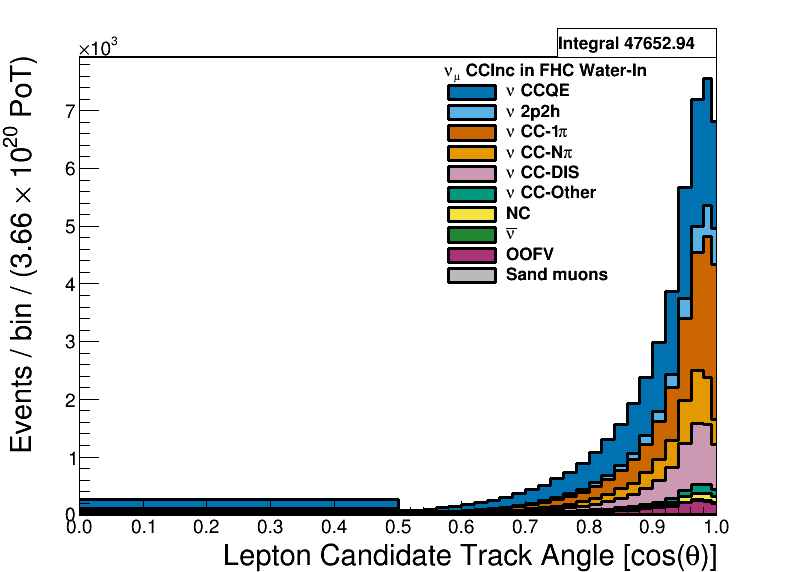 Integral 47652.94
×10³
ν_μ CCInc in FHC Water-In
ν CCQE
ν 2p2h
ν CC-1π
ν CC-Nπ
ν CC-DIS
ν CC-Other
NC
ν̅
OOFV
Sand muons
Events / bin / (3.66 × 10²⁰ PoT)
7
6
5
4
3
2
1
0
0.0 0.1 0.2 0.3 0.4 0.5 0.6 0.7 0.8 0.9 1.0
Lepton Candidate Track Angle [cos(θ)]